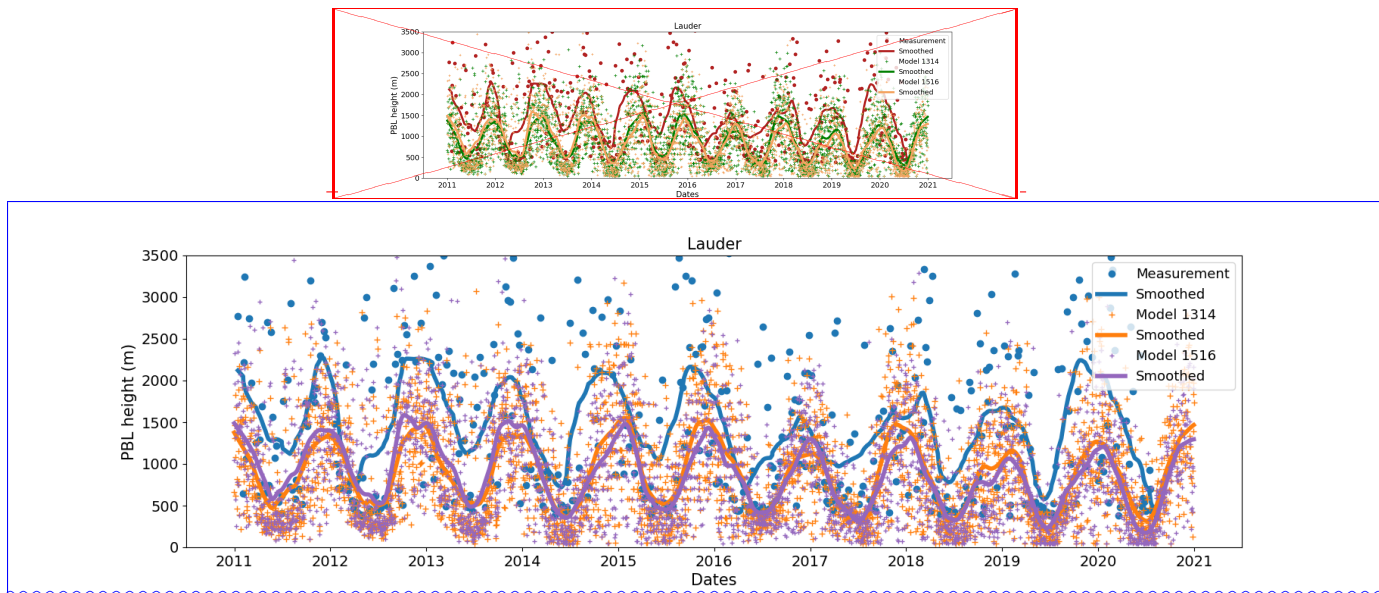 Lauder
3500
3000
2500
2000
1500
1000
500
0
PBL height (m)
Measurement
Smoothed
Model 1314
Smoothed
Model 1516
Smoothed
2011 2012 2013 2014 2015 2016 2017 2018 2019 2020 2021
Dates
Lauder
3500
3000
2500
2000
1500
1000
500
0
PBL height (m)
Measurement
Smoothed
Model 1314
Smoothed
Model 1516
Smoothed
2011 2012 2013 2014 2015 2016 2017 2018 2019 2020 2021
Dates